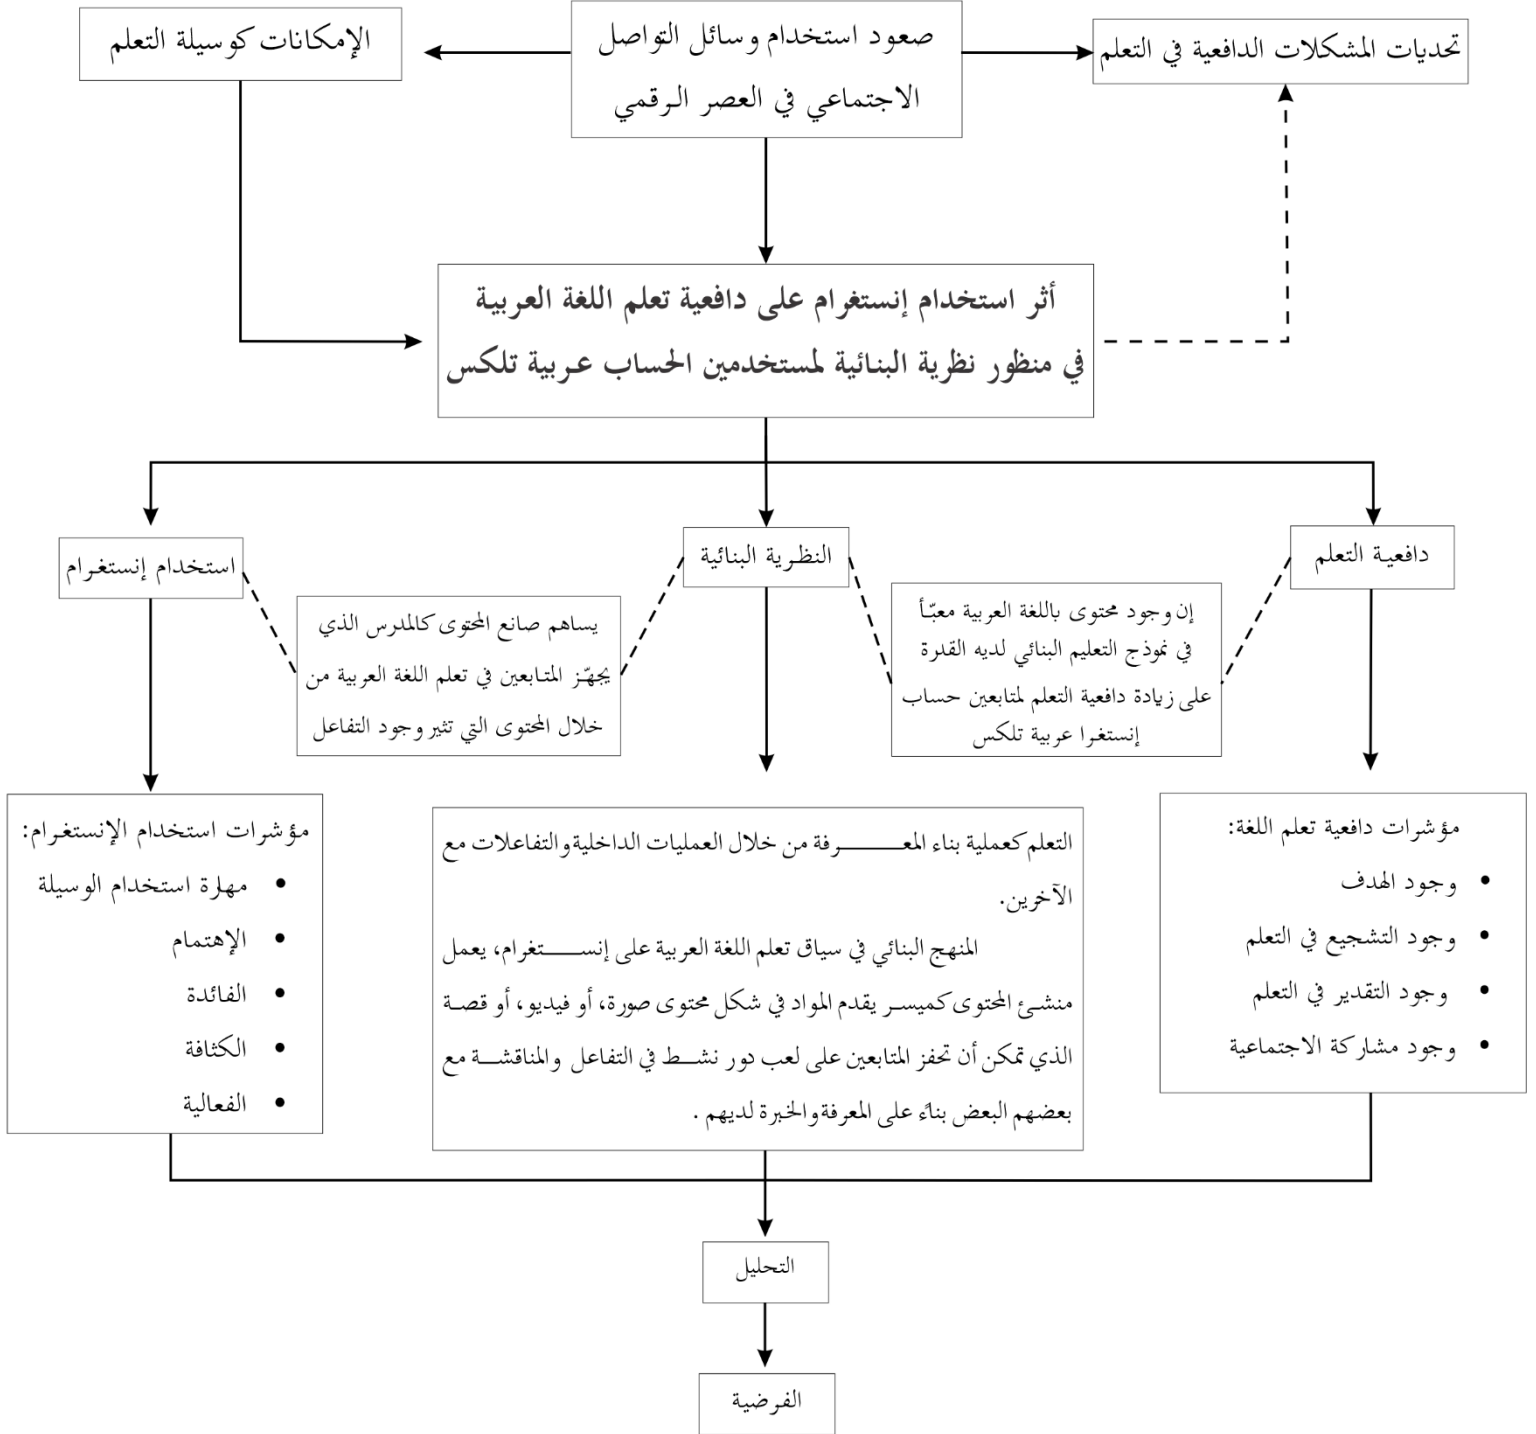 صعود استخدام وسائل التواصل
الاجتماعي في العصر الرقمي
تحديات المشكلات الدافعية في التعلم
الإمكانات كوسيلة التعلم
أثر استخدام إنستغرام على دافعية تعلم اللغة العربية
في منظور نظرية البنائية لمستخدمين الحساب عربية تلكس
دافعية التعلم
النظرية البنائية
استخدام إنستغرام
إن وجود محتوى باللغة العربية معبّأ
في نموذج التعليم البنائي لديه القدرة
على زيادة دافعية التعلم لمتابعين حساب
إنستغرا عربية تلكس
يساهم صانع المحتوى كالمدرس الذي
يجهّز المتابعين في تعلم اللغة العربية من
خلال المحتوى التي تثير وجود التفاعل
مؤشرات دافعية تعلم اللغة:
• وجود الهدف
• وجود التشجيع في التعلم
• وجود التقدير في التعلم
• وجود مشاركة الاجتماعية
التعلم كعملية بناء المعـــــرفة من خلال العمليات الداخلية والتفاعلات مع
الآخرين.
المنهج البنائي في سياق تعلم اللغة العربية على إنســـتغرام، يعمل
منشئ المحتوى كميسر يقدم المواد في شكل محتوى صورة، أو فيديو، أو قصة
الذي تمكن أن تحفز المتابعين على لعب دور نشـط في التفاعل والمناقشــة مع
بعضهم البعض بناءً على المعرفة والخبرة لديهم .
مؤشرات استخدام الإنستغرام:
• مهارة استخدام الوسيلة
• الإهتمام
• الفائدة
• الكثافة
• الفعالية
التحليل
الفرضية